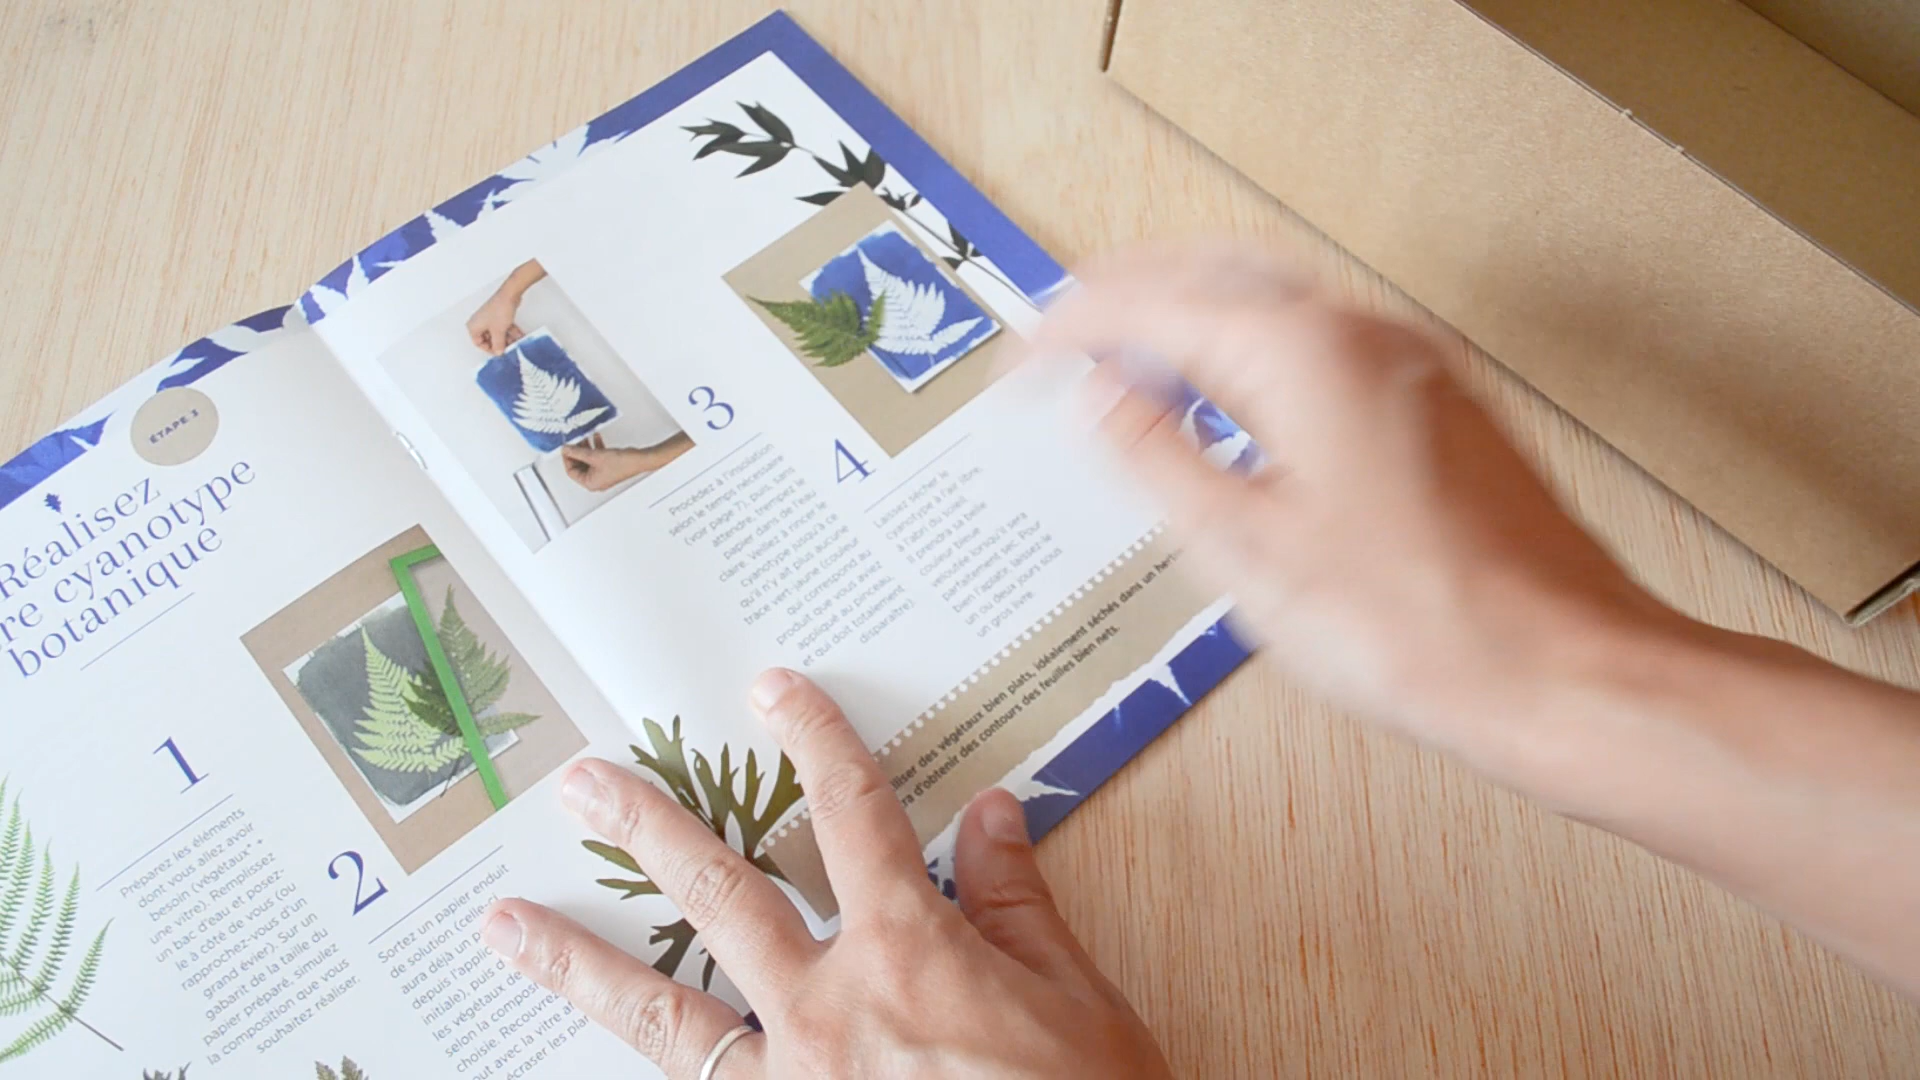 ÉTAPE 3
Réalisez
re cyanotype
botanique
1
Préparez les éléments
dont vous allez avoir
besoin (végétaux* +
une vitre). Remplissez
un bac d'eau et posez-
le à côté de vous (ou
rapprochez-vous d'un
grand évier). Sur un
gabarit de la taille du
papier préparé, simulez
la composition que vous
souhaitez réaliser.
2
Sortez un papier enduit
de solution (celle-ci
aura déjà un p
depuis l'applic
initiale), puis d
les végétaux de
selon la compos
choisie. Recouvrez
out avec la vitre a
écraser les plan
3
Procédez à l'insolation
selon le temps nécessaire
(voir page 7), puis, sans
attendre, trempez le
papier dans de l'eau
claire. Veillez à rincer le
cyanotype jusqu'à ce
qu'il n'y ait plus aucune
trace vert-jaune (couleur
qui correspond au
produit que vous aviez
appliqué au pinceau,
et qui doit totalement
disparaître).
4
Laissez sécher le
cyanotype à l'air libre,
à l'abri du soleil.
Il prendra sa belle
couleur bleue
veloutée lorsqu'il sera
parfaitement sec. Pour
bien l'aplatir, laissez-le
un ou deux jours sous
un gros livre.
iliser des végétaux bien plats, idéalement séchés dans un herbi
ra d'obtenir des contours des feuilles bien nets.